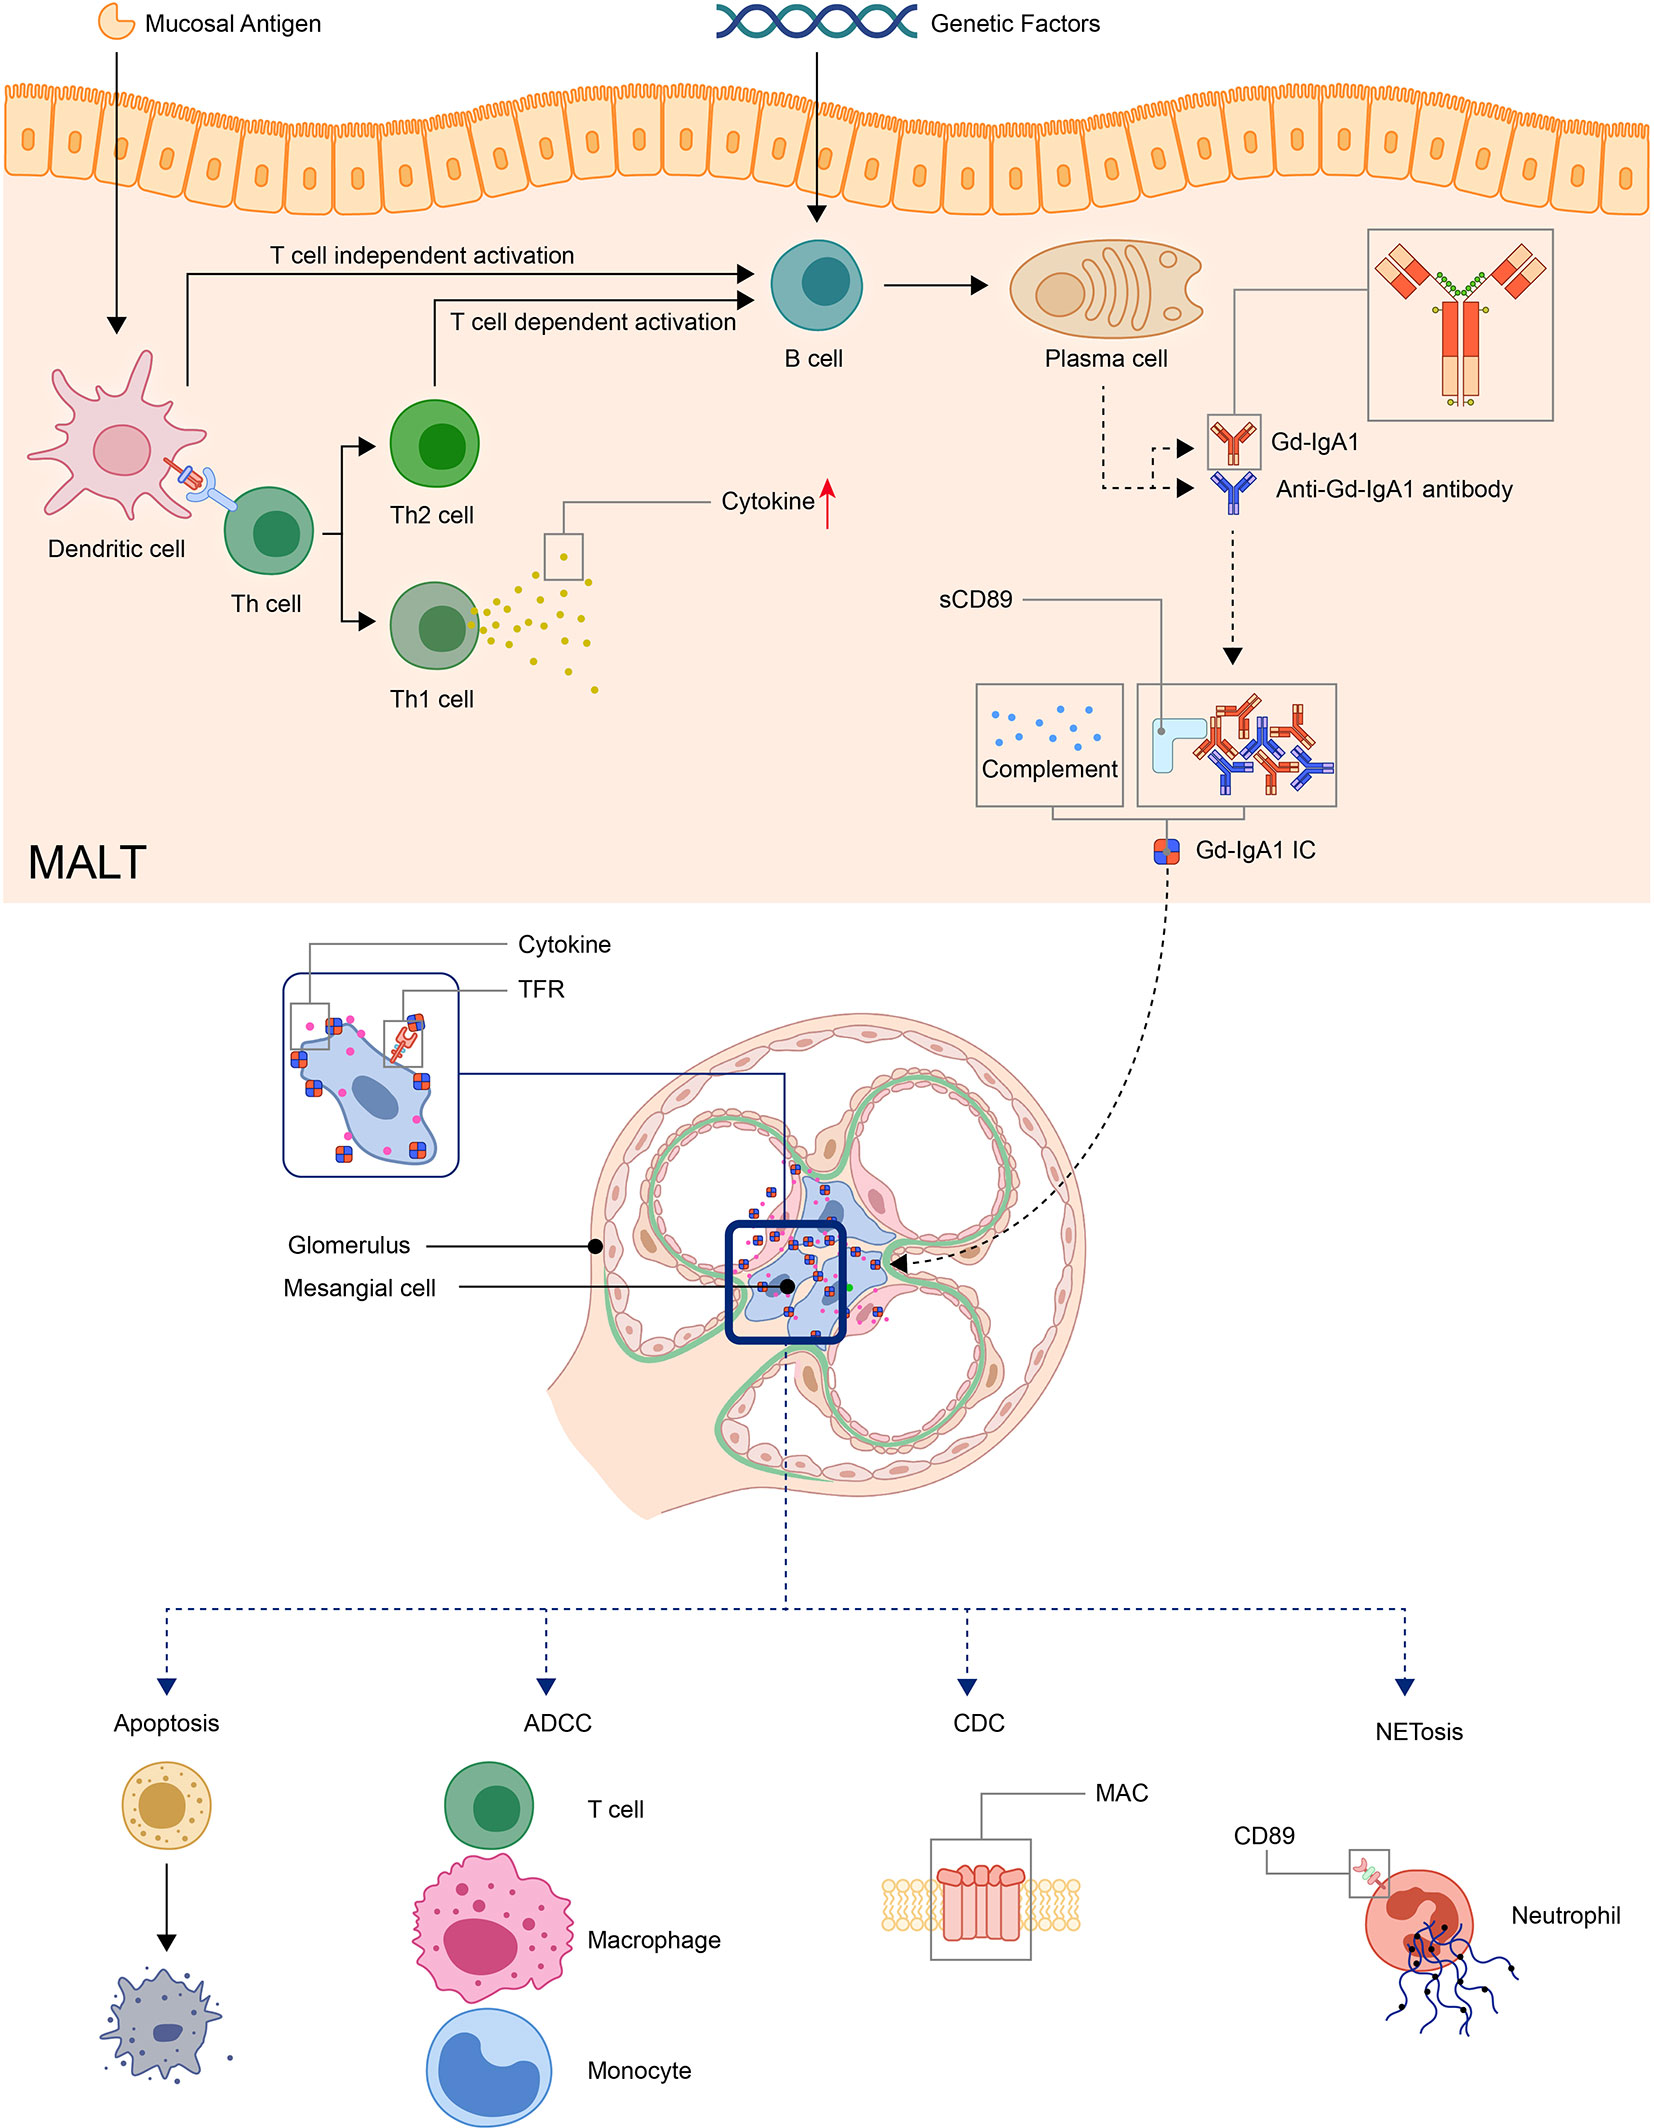 Mucosal Antigen
Genetic Factors
T cell independent activation
T cell dependent activation
B cell
Plasma cell
Gd-IgA1
Anti-Gd-IgA1 antibody
Th2 cell
Cytokine
Dendritic cell
Th cell
sCD89
Th1 cell
Complement
MALT
Gd-IgA1 IC
Cytokine
TFR
Glomerulus
Mesangial cell
Apoptosis
ADCC
CDC
NETosis
MAC
T cell
CD89
Neutrophil
Macrophage
Monocyte